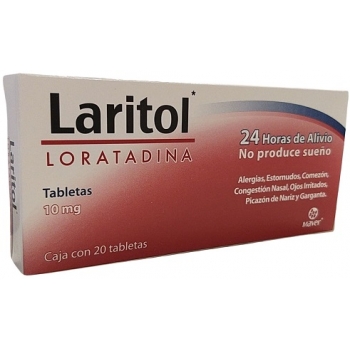 Laritol*
LORATADINA
Tabletas
10 mg
Caja con 20 tabletas
24 Horas de Alivio
No produce sueño
Alergias, Estornudos, Comezón,
Congestión Nasal, Ojos Irritados,
Picazón de Nariz y Garganta.
Maver
Laritol